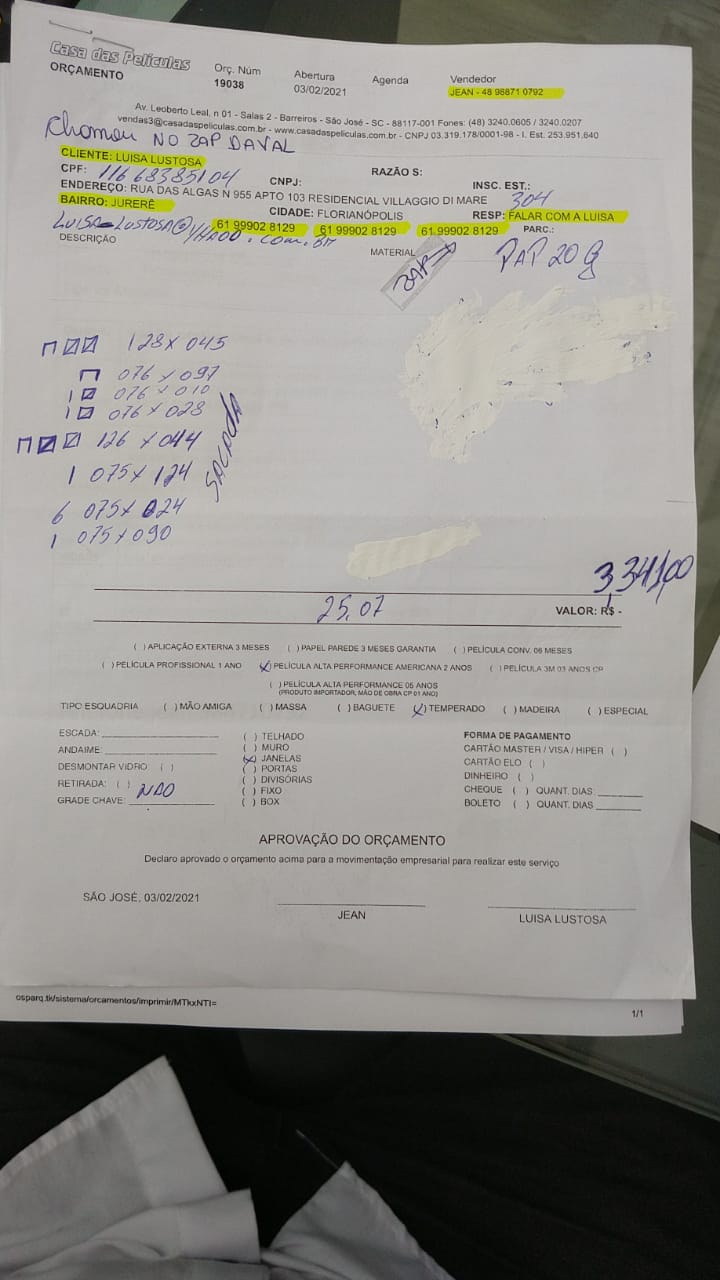 Casa das Películas
ORÇAMENTO
Orç. Núm
19038
Abertura
03/02/2021
Agenda
Vendedor
JEAN - 48 98871 0792
Av. Leoberto Leal, n 01 - Salas 2 - Barreiros - São José - SC - 88117-001 Fones: (48) 3240.0605 / 3240.0207
vendas3@casadaspeliculas.com.br - www.casadaspeliculas.com.br - CNPJ 03.319.178/0001-98 - I. Est: 253.951.640
Chamou NO ZAP DAVAL
CLIENTE: LUISA LUSTOSA
CPF: 11668385104 CNPJ: RAZÃO S: INSC. EST.:
ENDEREÇO: RUA DAS ALGAS N 955 APTO 103 RESIDENCIAL VILLAGGIO DI MARE 304
BAIRRO: JURERÊ CIDADE: FLORIANÓPOLIS RESP: FALAR COM A LUISA
61 99902 8129 61 99902 8129 61 99902 8129 PARC.:
LUISA_LUSTOSA@YAHOO.COM.BR
DESCRIÇÃO MATERIAL ZAP PAP 20 g
128 X 045
076 X 097
1 076 X 010
1 076 X 028
126 X 044
1 075 X 124
6 075 X 024
1 075 X 090
SACADA
3,341,00
25,07 VALOR: R$ -
( ) APLICAÇÃO EXTERNA 3 MESES ( ) PAPEL PAREDE 3 MESES GARANTIA ( ) PELÍCULA CONV. 06 MESES
( ) PELÍCULA PROFISSIONAL 1 ANO (X) PELÍCULA ALTA PERFORMANCE AMERICANA 2 ANOS ( ) PELÍCULA 3M 03 ANOS CP
( ) PELÍCULA ALTA PERFORMANCE 05 ANOS
(PRODUTO IMPORTADOR, MÃO DE OBRA CP 01 ANO)
TIPO ESQUADRIA ( ) MÃO AMIGA ( ) MASSA ( ) BAGUETE (X) TEMPERADO ( ) MADEIRA ( ) ESPECIAL
ESCADA:
ANDAIME:
DESMONTAR VIDRO: ( )
RETIRADA: ( ) NÃO
GRADE CHAVE:
( ) TELHADO
( ) MURO
(X) JANELAS
( ) PORTAS
( ) DIVISÓRIAS
( ) FIXO
( ) BOX
FORMA DE PAGAMENTO
CARTÃO MASTER / VISA / HIPER ( )
CARTÃO ELO ( )
DINHEIRO ( )
CHEQUE ( ) QUANT. DIAS:
BOLETO ( ) QUANT. DIAS
APROVAÇÃO DO ORÇAMENTO
Declaro aprovado o orçamento acima para a movimentação empresarial para realizar este serviço
SÃO JOSÉ, 03/02/2021
JEAN
LUISA LUSTOSA
osparq.tk/sistema/orcamentos/imprimir/MTkxNTI=
1/1